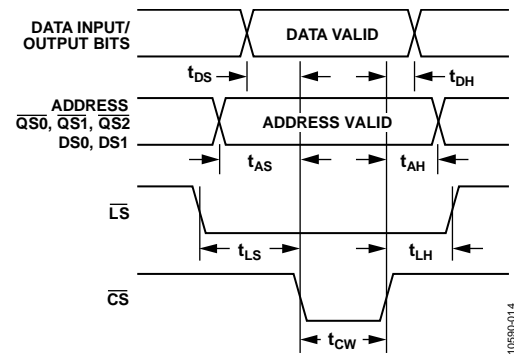 DATA INPUT/
OUTPUT BITS
DATA VALID
tDS
tDH
ADDRESS
QS0, QS1, QS2
DS0, DS1
ADDRESS VALID
tAS
tAH
LS
tLS
tLH
CS
tCW
10590-014